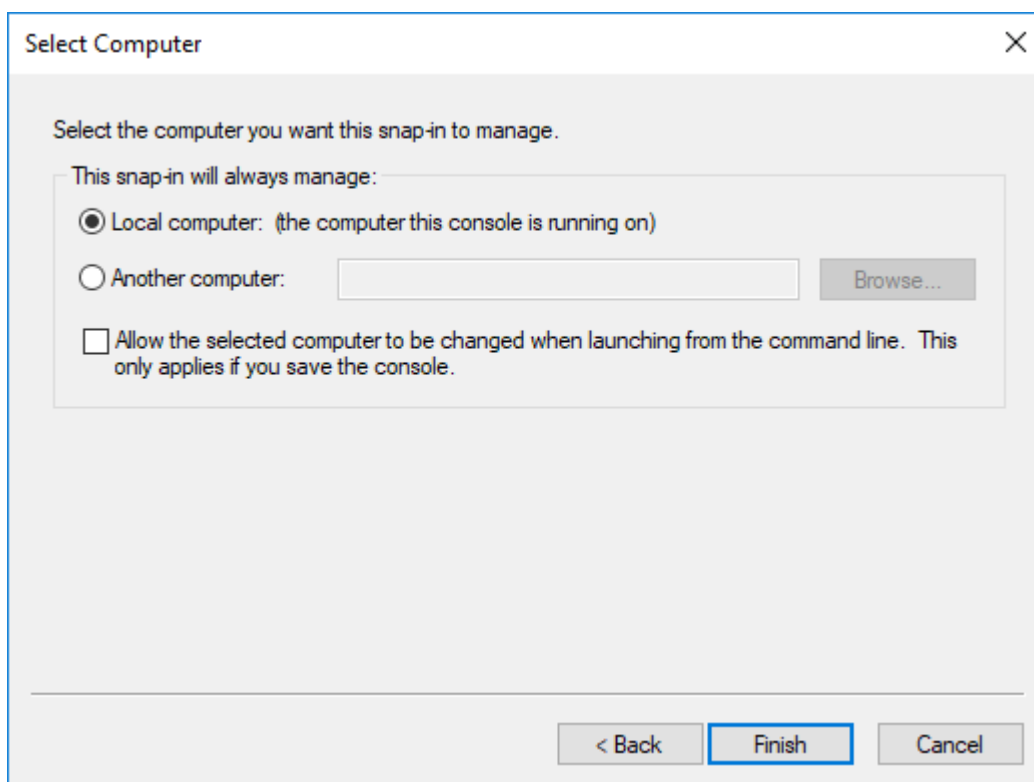 Select Computer
Select the computer you want this snap-in to manage.
This snap-in will always manage:
Local computer:  (the computer this console is running on)
Another computer:
Browse...
Allow the selected computer to be changed when launching from the command line.  This
only applies if you save the console.
< Back
Finish
Cancel